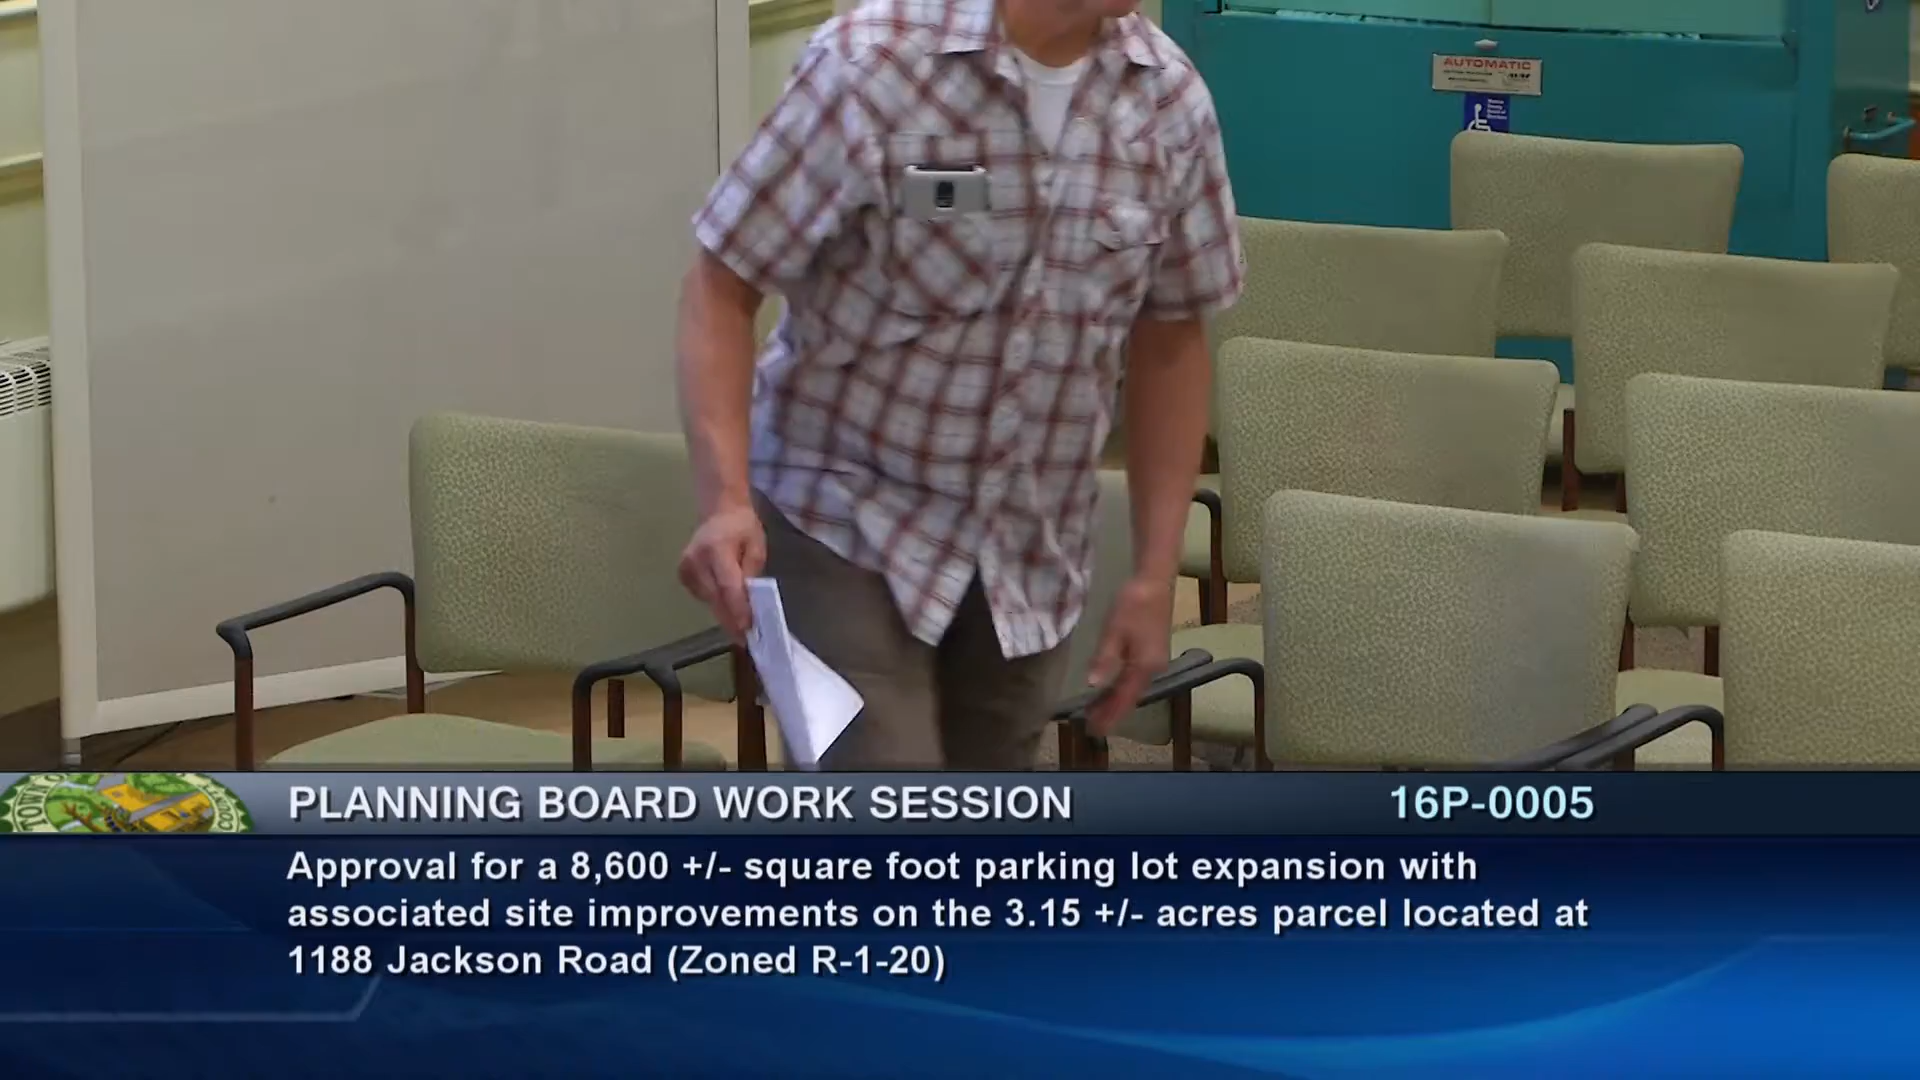 AUTOMATIC
TOWN O
PLANNING BOARD WORK SESSION
16P-0005
Approval for a 8,600 +/- square foot parking lot expansion with
associated site improvements on the 3.15 +/- acres parcel located at
1188 Jackson Road (Zoned R-1-20)